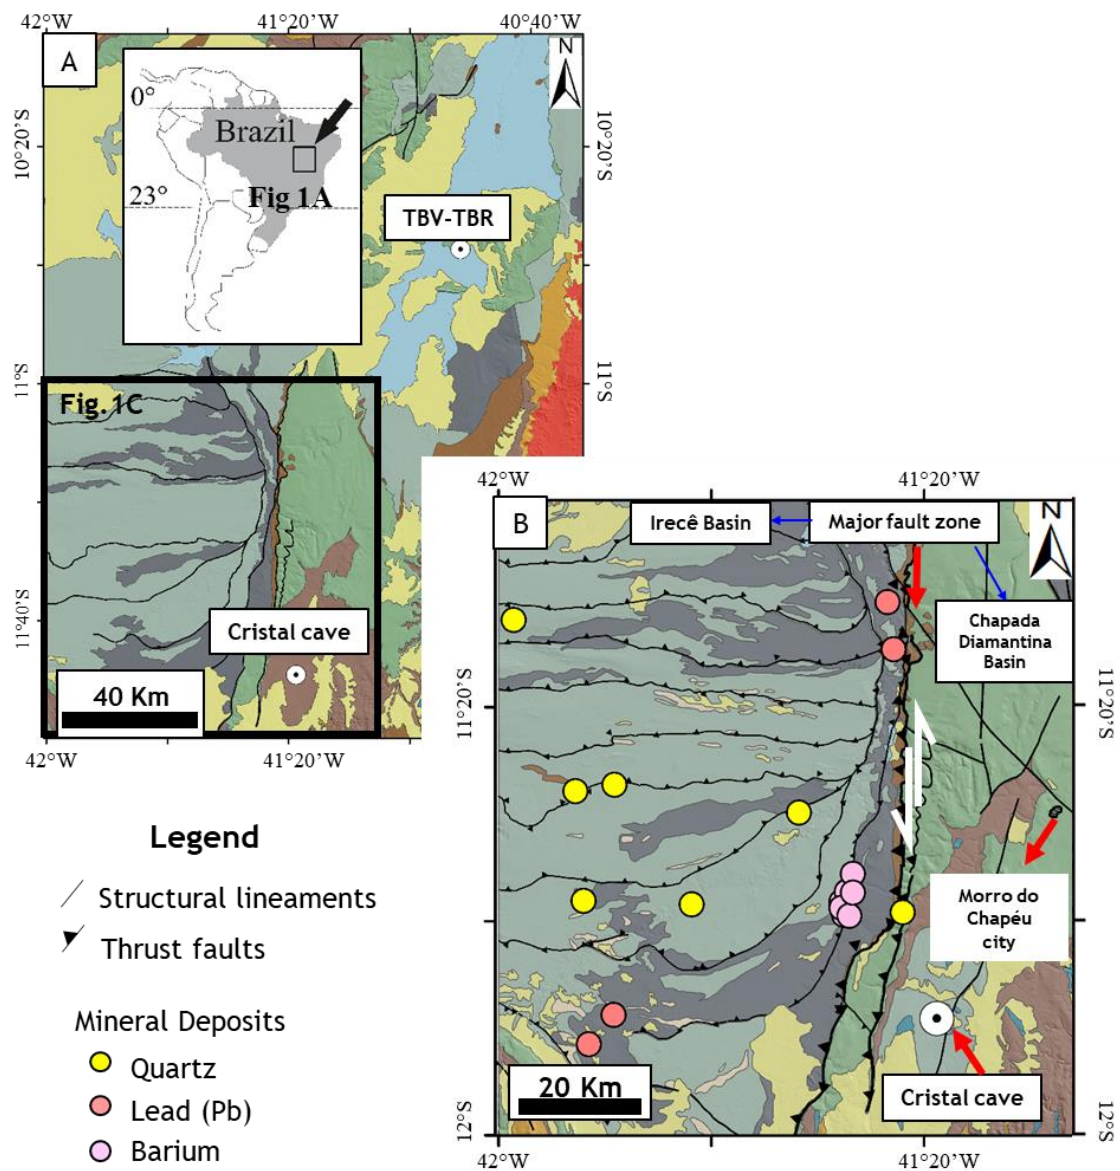 42°W
41°20'W
40°40'W
A
N
0°
Brazil
23°
Fig 1A
TBV-TBR
10°20'S
10°20'S
11°S
11°S
Fig.1C
11°40'S
Cristal cave
40 Km
42°W
41°20'W
42°W
41°20'W
B
Irecê Basin
Major fault zone
N
Chapada
Diamantina
Basin
11°20'S
11°20'S
Morro do
Chapéu
city
Cristal cave
20 Km
12°S
12°S
42°W
41°20'W
Legend
Structural lineaments
Thrust faults
Mineral Deposits
Quartz
Lead (Pb)
Barium